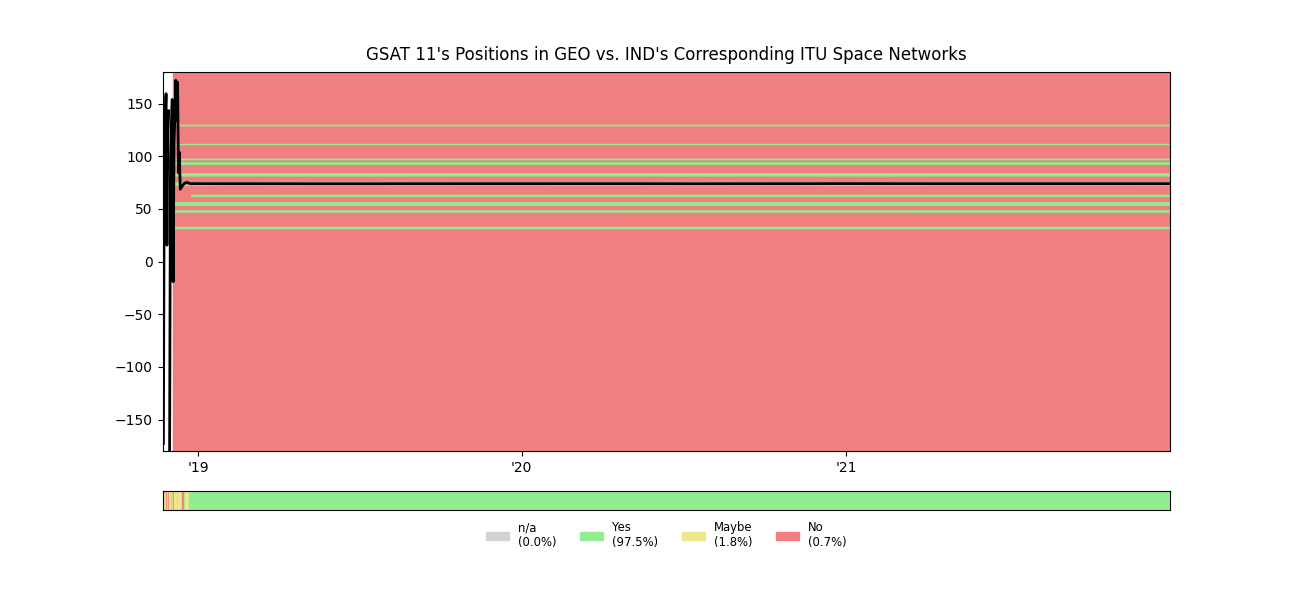 GSAT 11's Positions in GEO vs. IND's Corresponding ITU Space Networks
150
100
50
0
−50
−100
−150
'19
'20
'21
n/a
(0.0%)
Yes
(97.5%)
Maybe
(1.8%)
No
(0.7%)